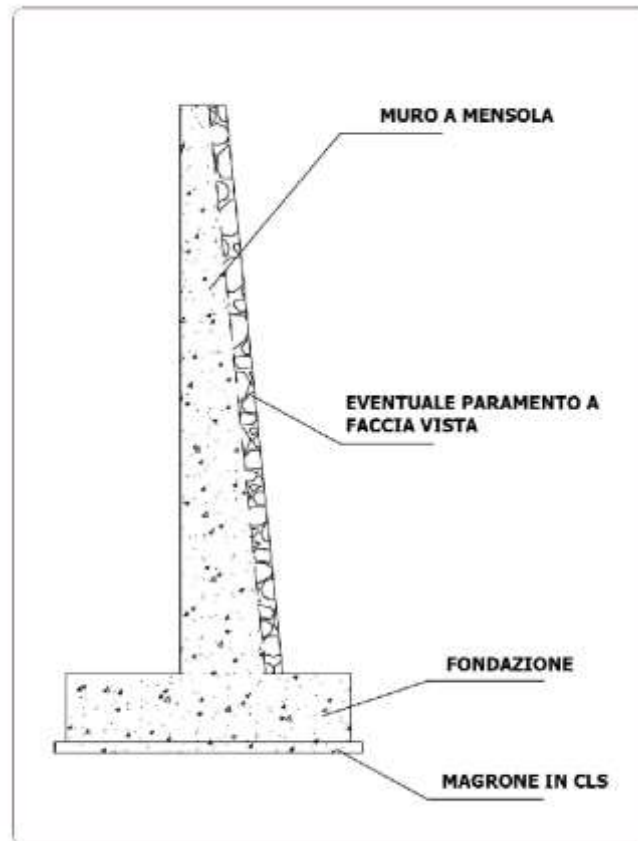 MURO A MENSOLA
EVENTUALE PARAMENTO A
FACCIA VISTA
FONDAZIONE
MAGRONE IN CLS